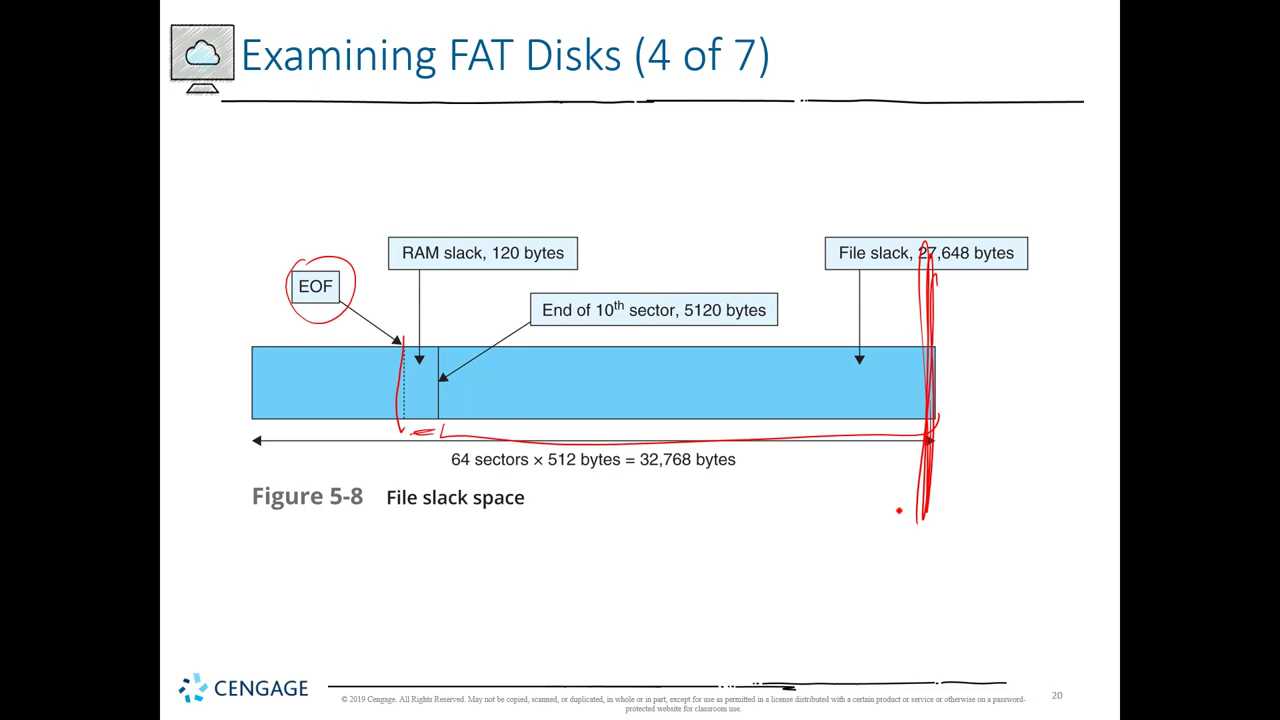 Examining FAT Disks (4 of 7)
RAM slack, 120 bytes
File slack, 27,648 bytes
EOF
End of 10th sector, 5120 bytes
64 sectors × 512 bytes = 32,768 bytes
Figure 5-8 File slack space
CENGAGE
© 2019 Cengage. All Rights Reserved. May not be copied, scanned, or duplicated, in whole or in part, except for use as permitted in a license distributed with a certain product or service or otherwise on a password-
protected website for classroom use.
20